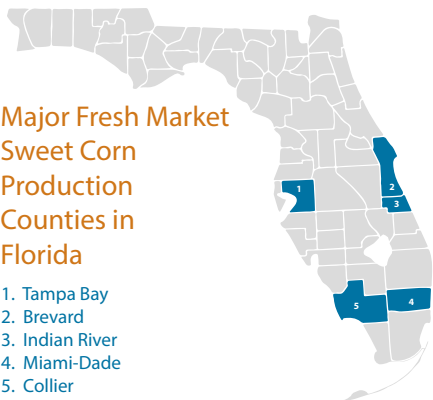 Major Fresh Market
Sweet Corn
Production
Counties in
Florida
1. Tampa Bay
2. Brevard
3. Indian River
4. Miami-Dade
5. Collier
1
2
3
4
5